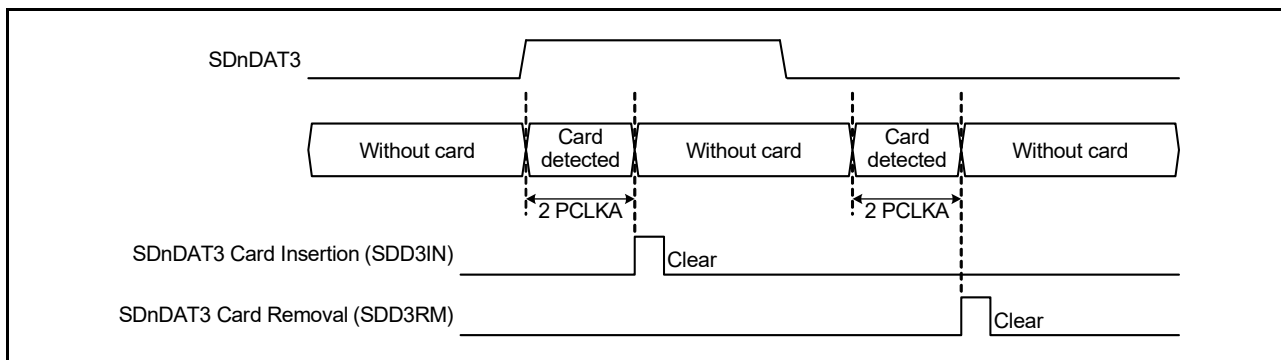 SDnDAT3
Without card
Card
detected
Without card
Card
detected
Without card
2 PCLKA
2 PCLKA
SDnDAT3 Card Insertion (SDD3IN)
Clear
SDnDAT3 Card Removal (SDD3RM)
Clear